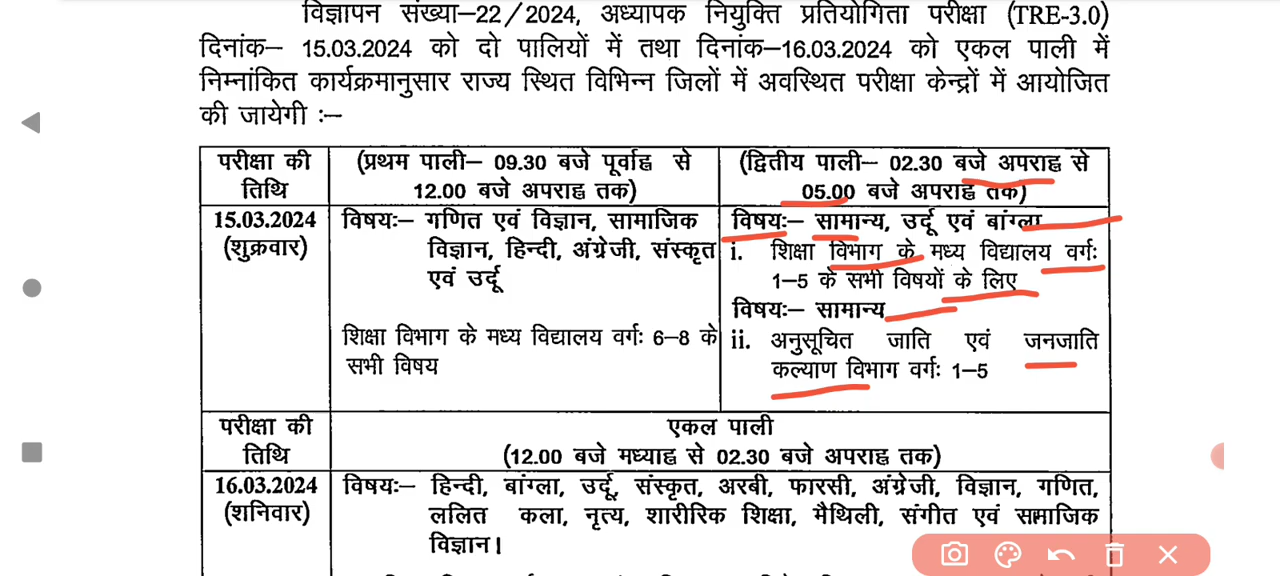 विज्ञापन संख्या–22/2024, अध्यापक नियुक्ति प्रतियोगिता परीक्षा (TRE-3.0)
दिनांक– 15.03.2024 को दो पालियों में तथा दिनांक–16.03.2024 को एकल पाली में
निम्नांकित कार्यक्रमानुसार राज्य स्थित विभिन्न जिलों में अवस्थित परीक्षा केन्द्रों में आयोजित
की जायेगी :–
परीक्षा की तिथि
(प्रथम पाली– 09.30 बजे पूर्वाह्न से
12.00 बजे अपराह्न तक)
(द्वितीय पाली– 02.30 बजे अपराह्न से
05.00 बजे अपराह्न तक)
15.03.2024
(शुक्रवार)
विषय:– गणित एवं विज्ञान, सामाजिक
विज्ञान, हिन्दी, अंग्रेजी, संस्कृत
एवं उर्दू
शिक्षा विभाग के मध्य विद्यालय वर्ग: 6–8 के
सभी विषय
विषय:– सामान्य, उर्दू एवं बांग्ला
i. शिक्षा विभाग के मध्य विद्यालय वर्ग:
1–5 के सभी विषयों के लिए
विषय:– सामान्य
ii. अनुसूचित जाति एवं जनजाति
कल्याण विभाग वर्ग: 1–5
परीक्षा की
तिथि
एकल पाली
(12.00 बजे मध्याह्न से 02.30 बजे अपराह्न तक)
16.03.2024
(शनिवार)
विषय:– हिन्दी, बांग्ला, उर्दू, संस्कृत, अरबी, फारसी, अंग्रेजी, विज्ञान, गणित,
ललित कला, नृत्य, शारीरिक शिक्षा, मैथिली, संगीत एवं सामाजिक
विज्ञान।